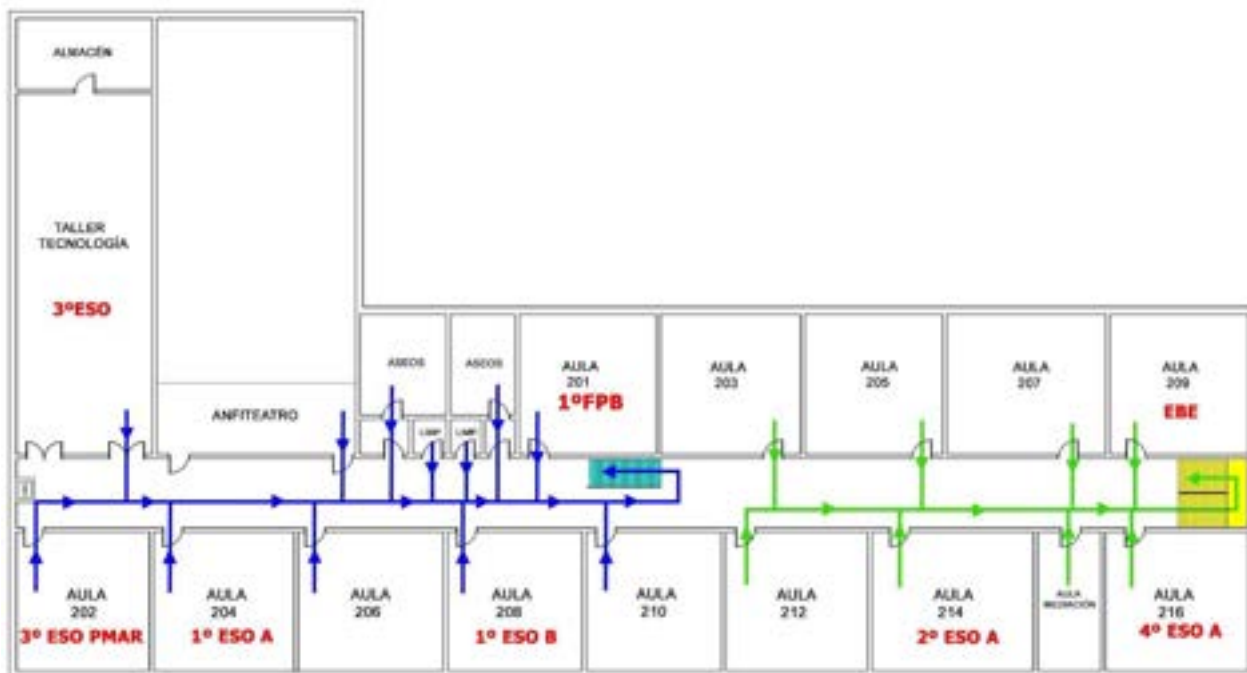 ALMACÉN
TALLER
TECNOLOGÍA
3ºESO
ANFITEATRO
ASEOS
ASEOS
LIMP
LIMP
AULA
201
1ºFPB
AULA
203
AULA
205
AULA
207
AULA
209
EBE
AULA
202
3º ESO PMAR
AULA
204
1º ESO A
AULA
206
AULA
208
1º ESO B
AULA
210
AULA
212
AULA
214
2º ESO A
AULA
MEDIACIÓN
AULA
216
4º ESO A